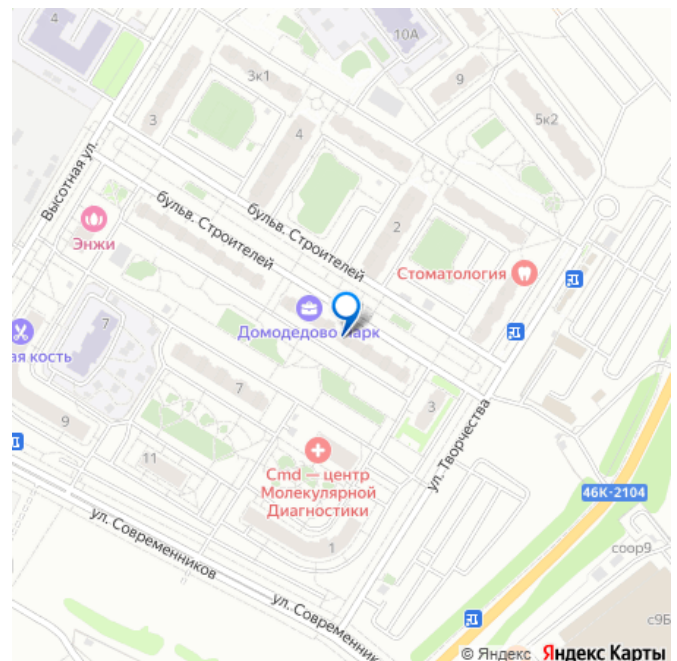 4
10А
3к1
9
5к2
3
4
Высотная ул.
бульв. Строителей
бульв. Строителей
2
Энжи
Стоматология
Домодедово Парк
7
ая кость
7
3
9
ул. Творчества
11
Cmd — центр
Молекулярной
Диагностики
46К-2104
ул. Современников
1
соор9
ул. Современник
с9Б
© Яндекс Яндекс Карты